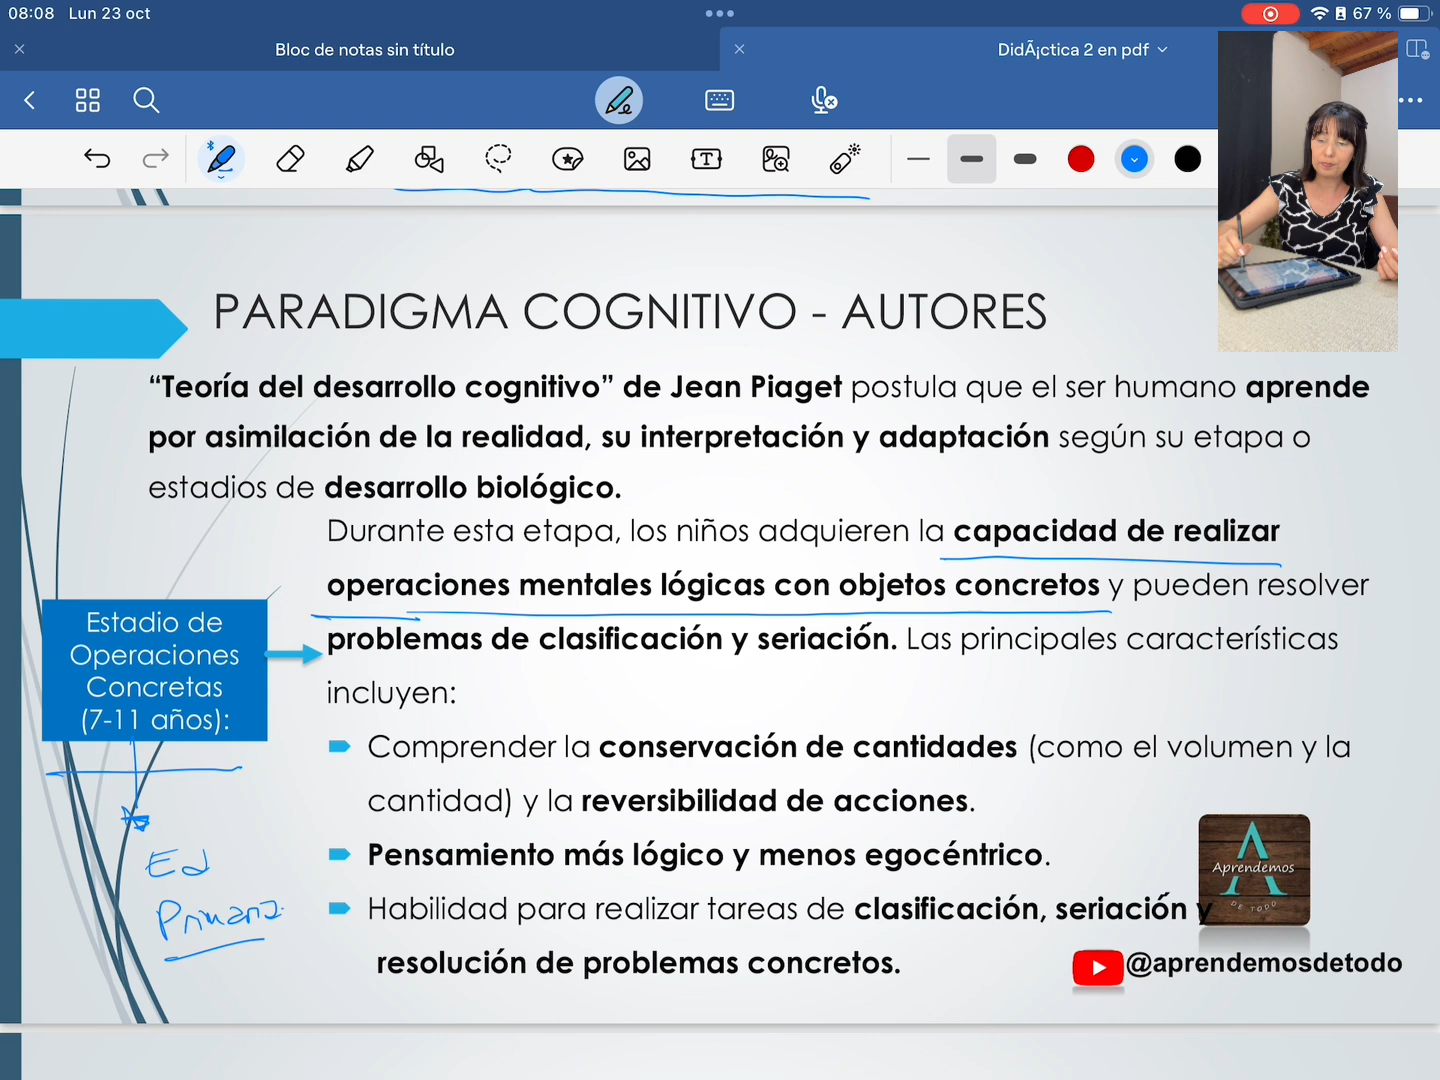 08:08 Lun 23 oct
67 %
Bloc de notas sin título
DidÃ¡ctica 2 en pdf
PARADIGMA COGNITIVO - AUTORES
“Teoría del desarrollo cognitivo” de Jean Piaget postula que el ser humano aprende
por asimilación de la realidad, su interpretación y adaptación según su etapa o
estadios de desarrollo biológico.
Durante esta etapa, los niños adquieren la capacidad de realizar
operaciones mentales lógicas con objetos concretos y pueden resolver
problemas de clasificación y seriación. Las principales características
incluyen:
Estadio de
Operaciones
Concretas
(7-11 años):
Comprender la conservación de cantidades (como el volumen y la
cantidad) y la reversibilidad de acciones.
Pensamiento más lógico y menos egocéntrico.
Habilidad para realizar tareas de clasificación, seriación y
resolución de problemas concretos.
Ed
Primaria
Aprendemos
DE TODO
@aprendemosdetodo